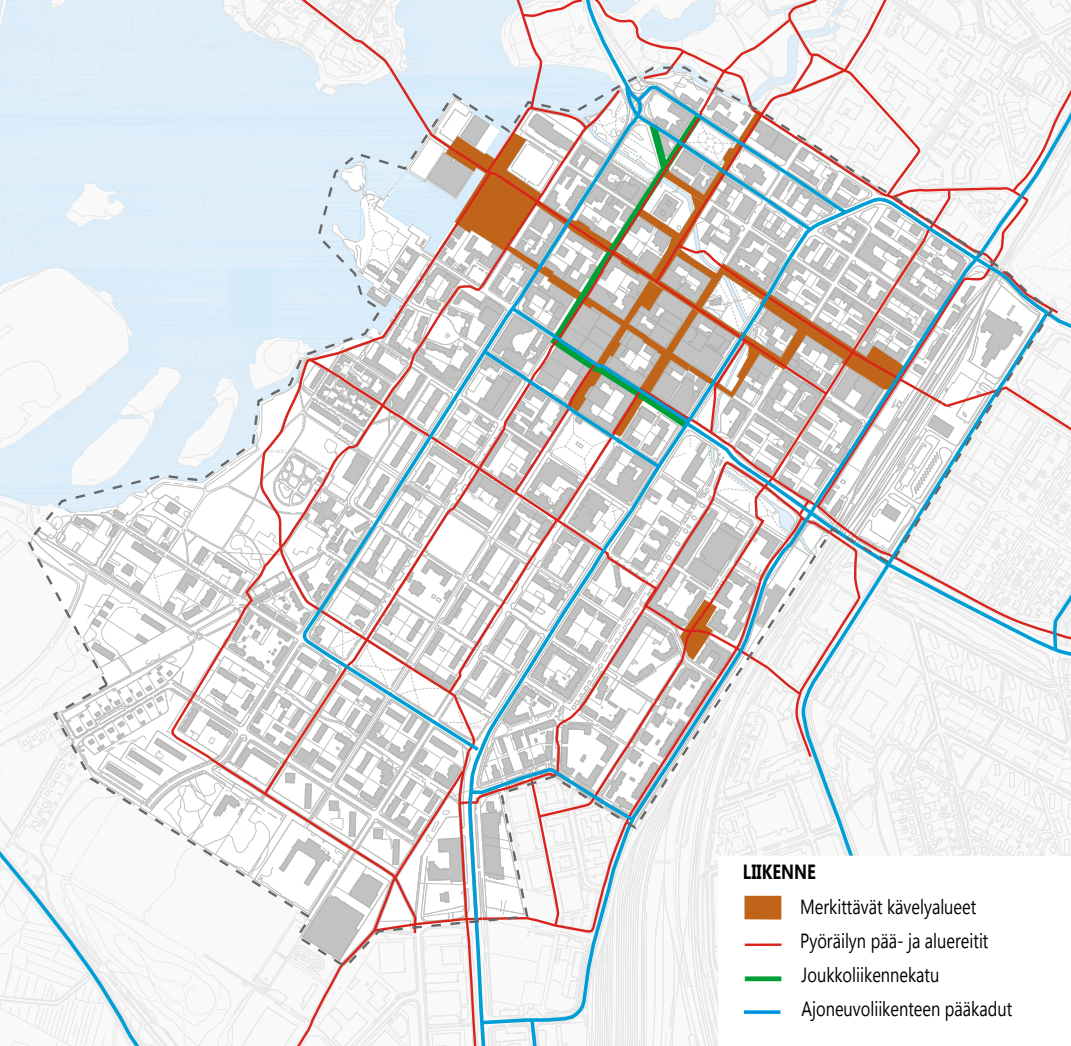 LIIKENNE
Merkittävät kävelyalueet
Pyöräilyn pää- ja aluereitit
Joukkoliikennekatu
Ajoneuvoliikenteen pääkadut